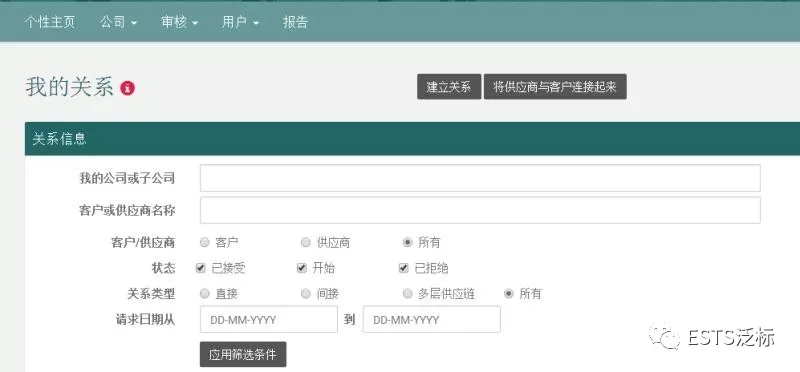 个性主页 公司 审核 用户 报告
我的关系 建立关系 将供应商与客户连接起来
关系信息
我的公司或子公司
客户或供应商名称
客户/供应商 客户 供应商 所有
状态 已接受 开始 已拒绝
关系类型 直接 间接 多层供应链 所有
请求日期从 DD-MM-YYYY 到 DD-MM-YYYY
应用筛选条件
ESTS泛标